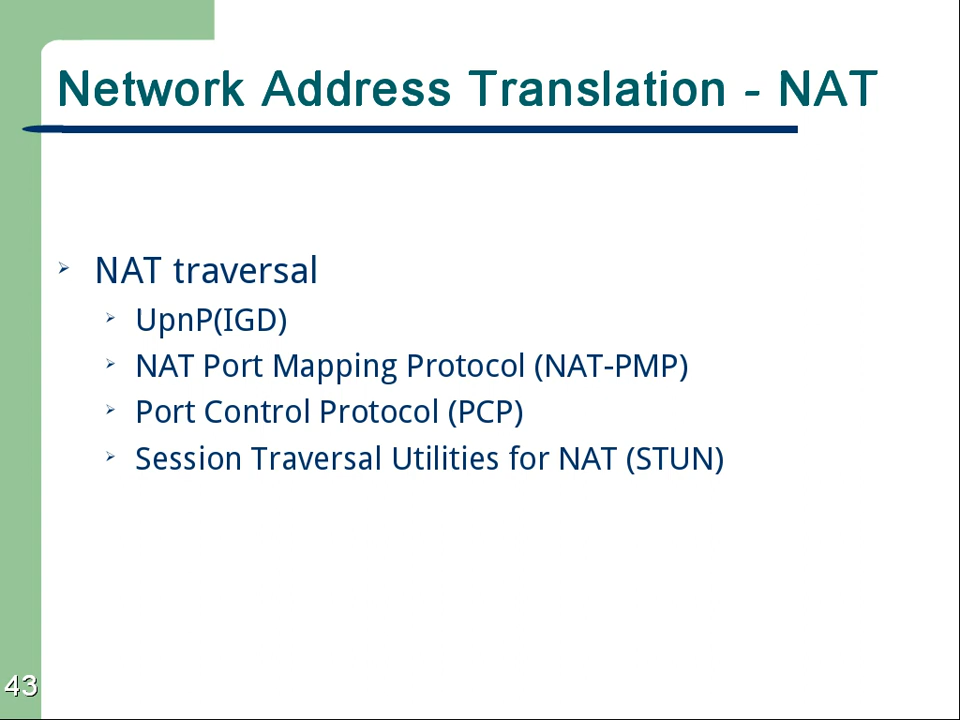 Network Address Translation - NAT
NAT traversal
UpnP(IGD)
NAT Port Mapping Protocol (NAT-PMP)
Port Control Protocol (PCP)
Session Traversal Utilities for NAT (STUN)
43